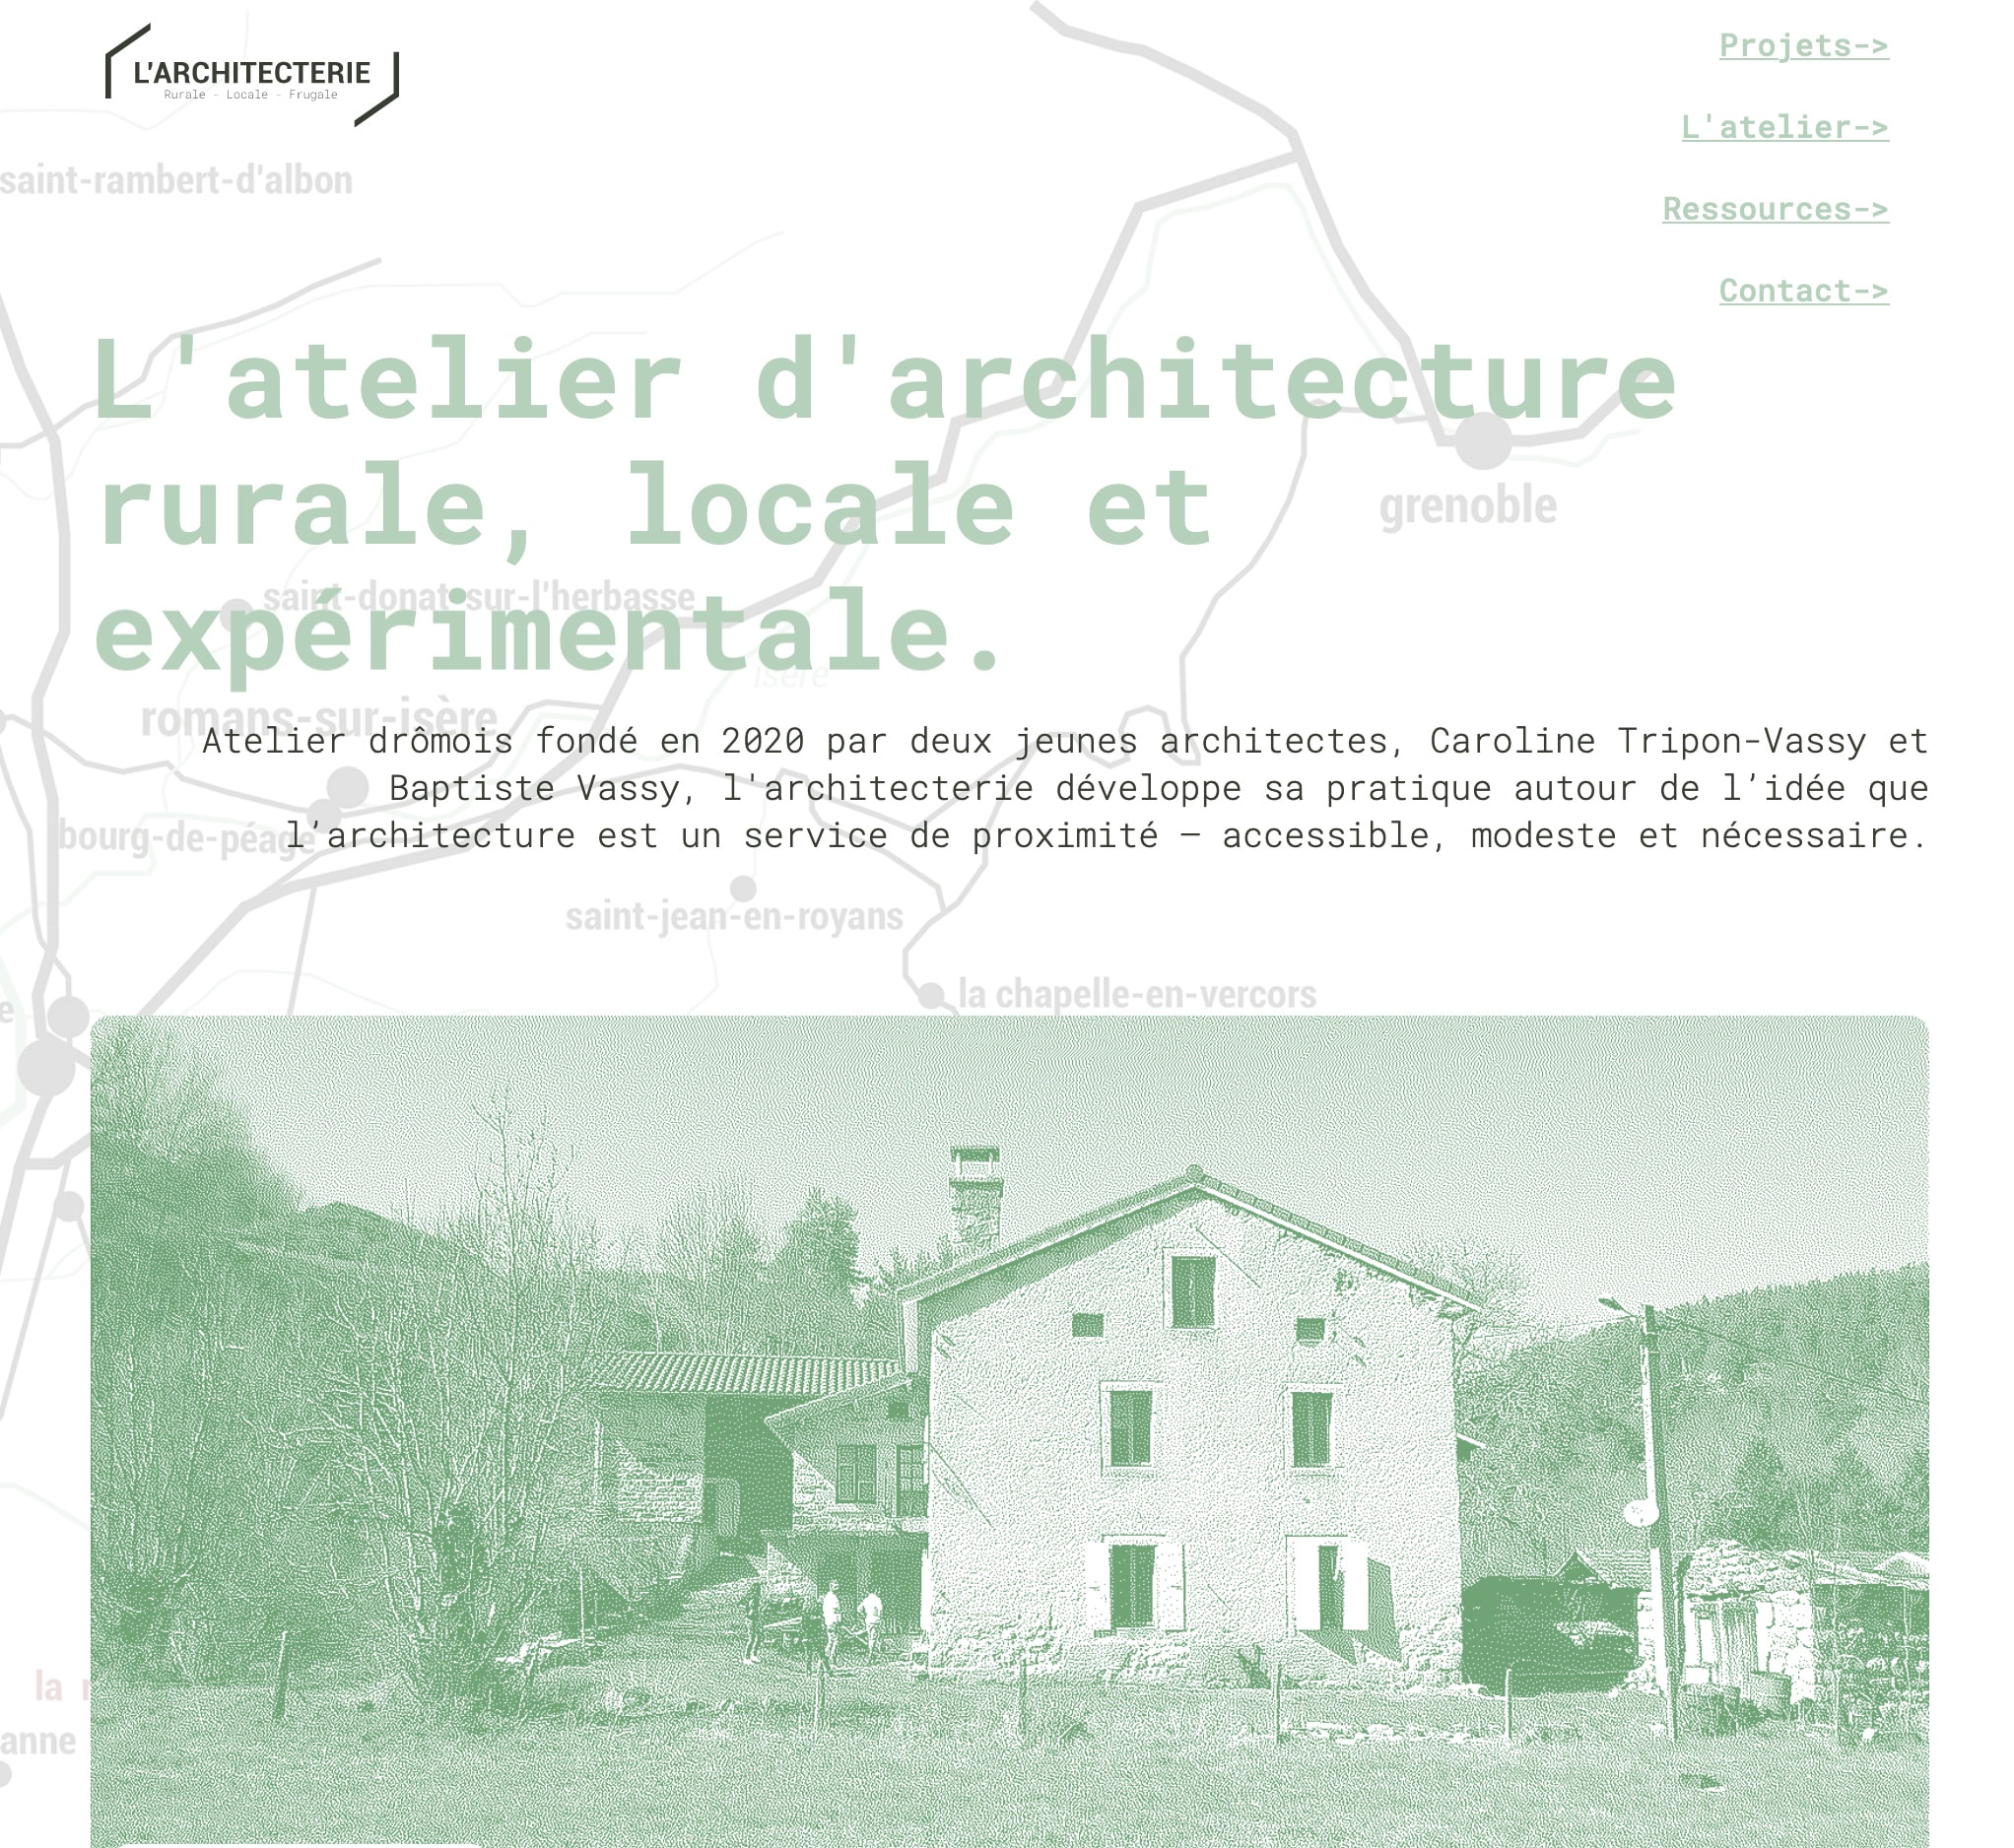 L'ARCHITECTERIE
Rurale - Locale - Frugale
Projets->
L'atelier->
Ressources->
Contact->
saint-rambert-d'albon
L'atelier d'architecture
rurale, locale et
expérimentale.
grenoble
saint-donat-sur-l'herbasse
isère
romans-sur-isère
Atelier drômois fondé en 2020 par deux jeunes architectes, Caroline Tripon-Vassy et
Baptiste Vassy, l'architecterie développe sa pratique autour de l’idée que
l’architecture est un service de proximité — accessible, modeste et nécessaire.
bourg-de-péage
saint-jean-en-royans
la chapelle-en-vercors
e
la
anne